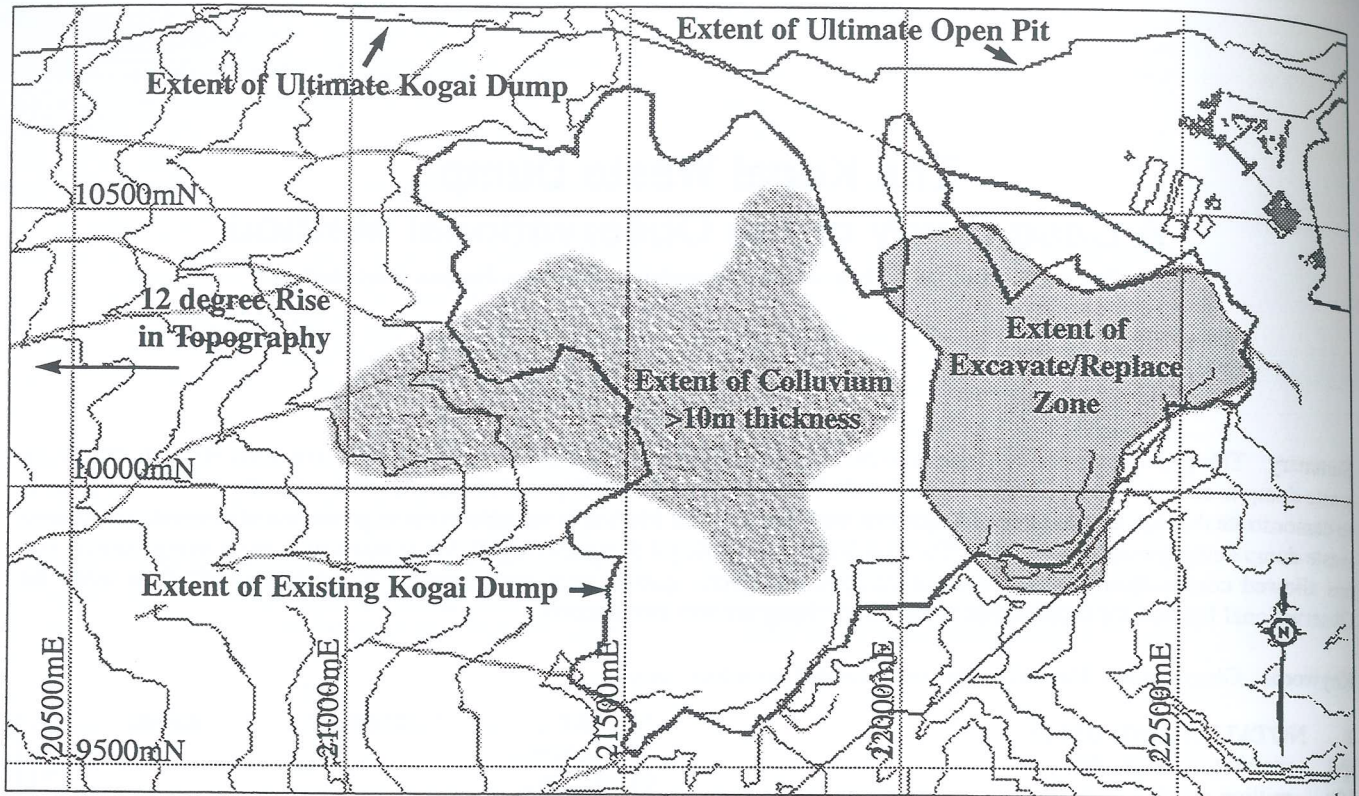 Extent of Ultimate Open Pit
Extent of Ultimate Kogai Dump
10500mN
12 degree Rise
in Topography
Extent of
Excavate/Replace
Zone
Extent of Colluvium
>10m thickness
10000mN
Extent of Existing Kogai Dump
N
20500mE
21000mE
21500mE
22000mE
22500mE
9500mN